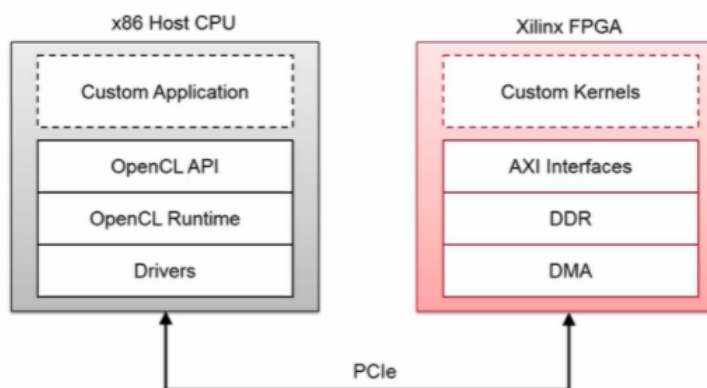 x86 Host CPU
Custom Application
OpenCL API
OpenCL Runtime
Drivers
Xilinx FPGA
Custom Kernels
AXI Interfaces
DDR
DMA
PCIe